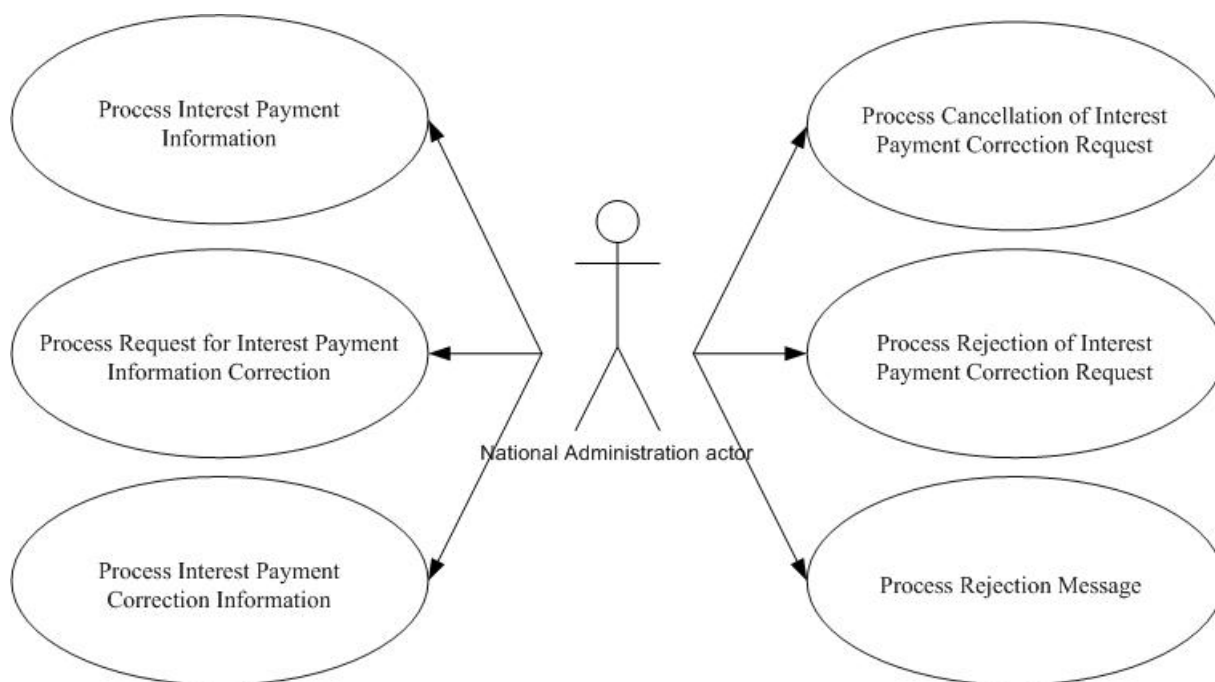 Process Interest Payment
Information
Process Cancellation of Interest
Payment Correction Request
Process Request for Interest Payment
Information Correction
Process Rejection of Interest
Payment Correction Request
National Administration actor
Process Interest Payment
Correction Information
Process Rejection Message